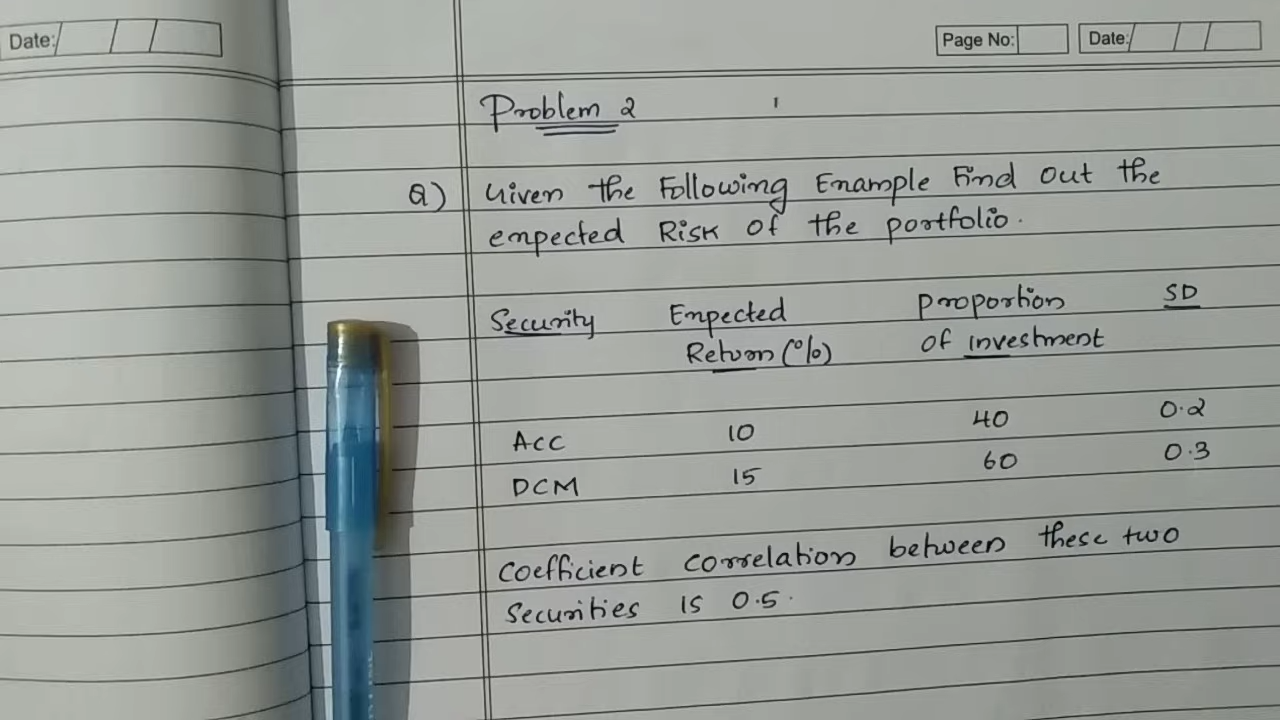 Date:
Page No: Date:
Problem 2
Q) Given the Following Example Find out the
expected Risk of the portfolio.
Security Expected Proportion SD
Return (%) of investment
ACC 10 40 0.2
DCM 15 60 0.3
Coefficient correlation between these two
Securities is 0.5.